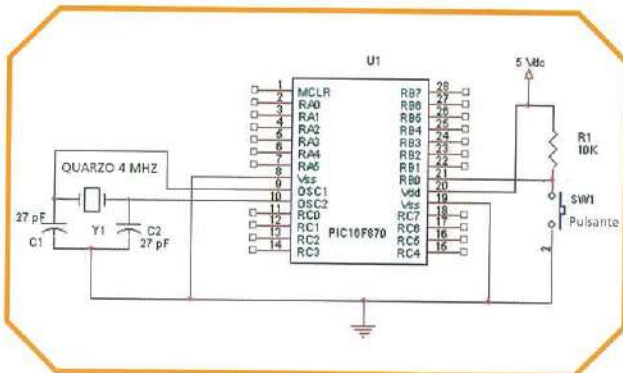 U1
5 Vdc
1 MCLR RB7 28
2 RA0 RB6 27
3 RA1 RB5 26
4 RA2 RB4 25
5 RA3 RB3 24
6 RA4 RB2 23
7 RA5 RB1 22
8 Vss RB0 21
9 OSC1 Vdd 20
10 OSC2 Vss 19
11 RC0 RC7 18
12 RC1 RC6 17
13 RC2 RC5 16
14 RC3 RC4 15
PIC16F870
QUARZO 4 MHZ
27 pF
C1
Y1
C2
27 pF
R1
10K
SW1
Pulsante
2